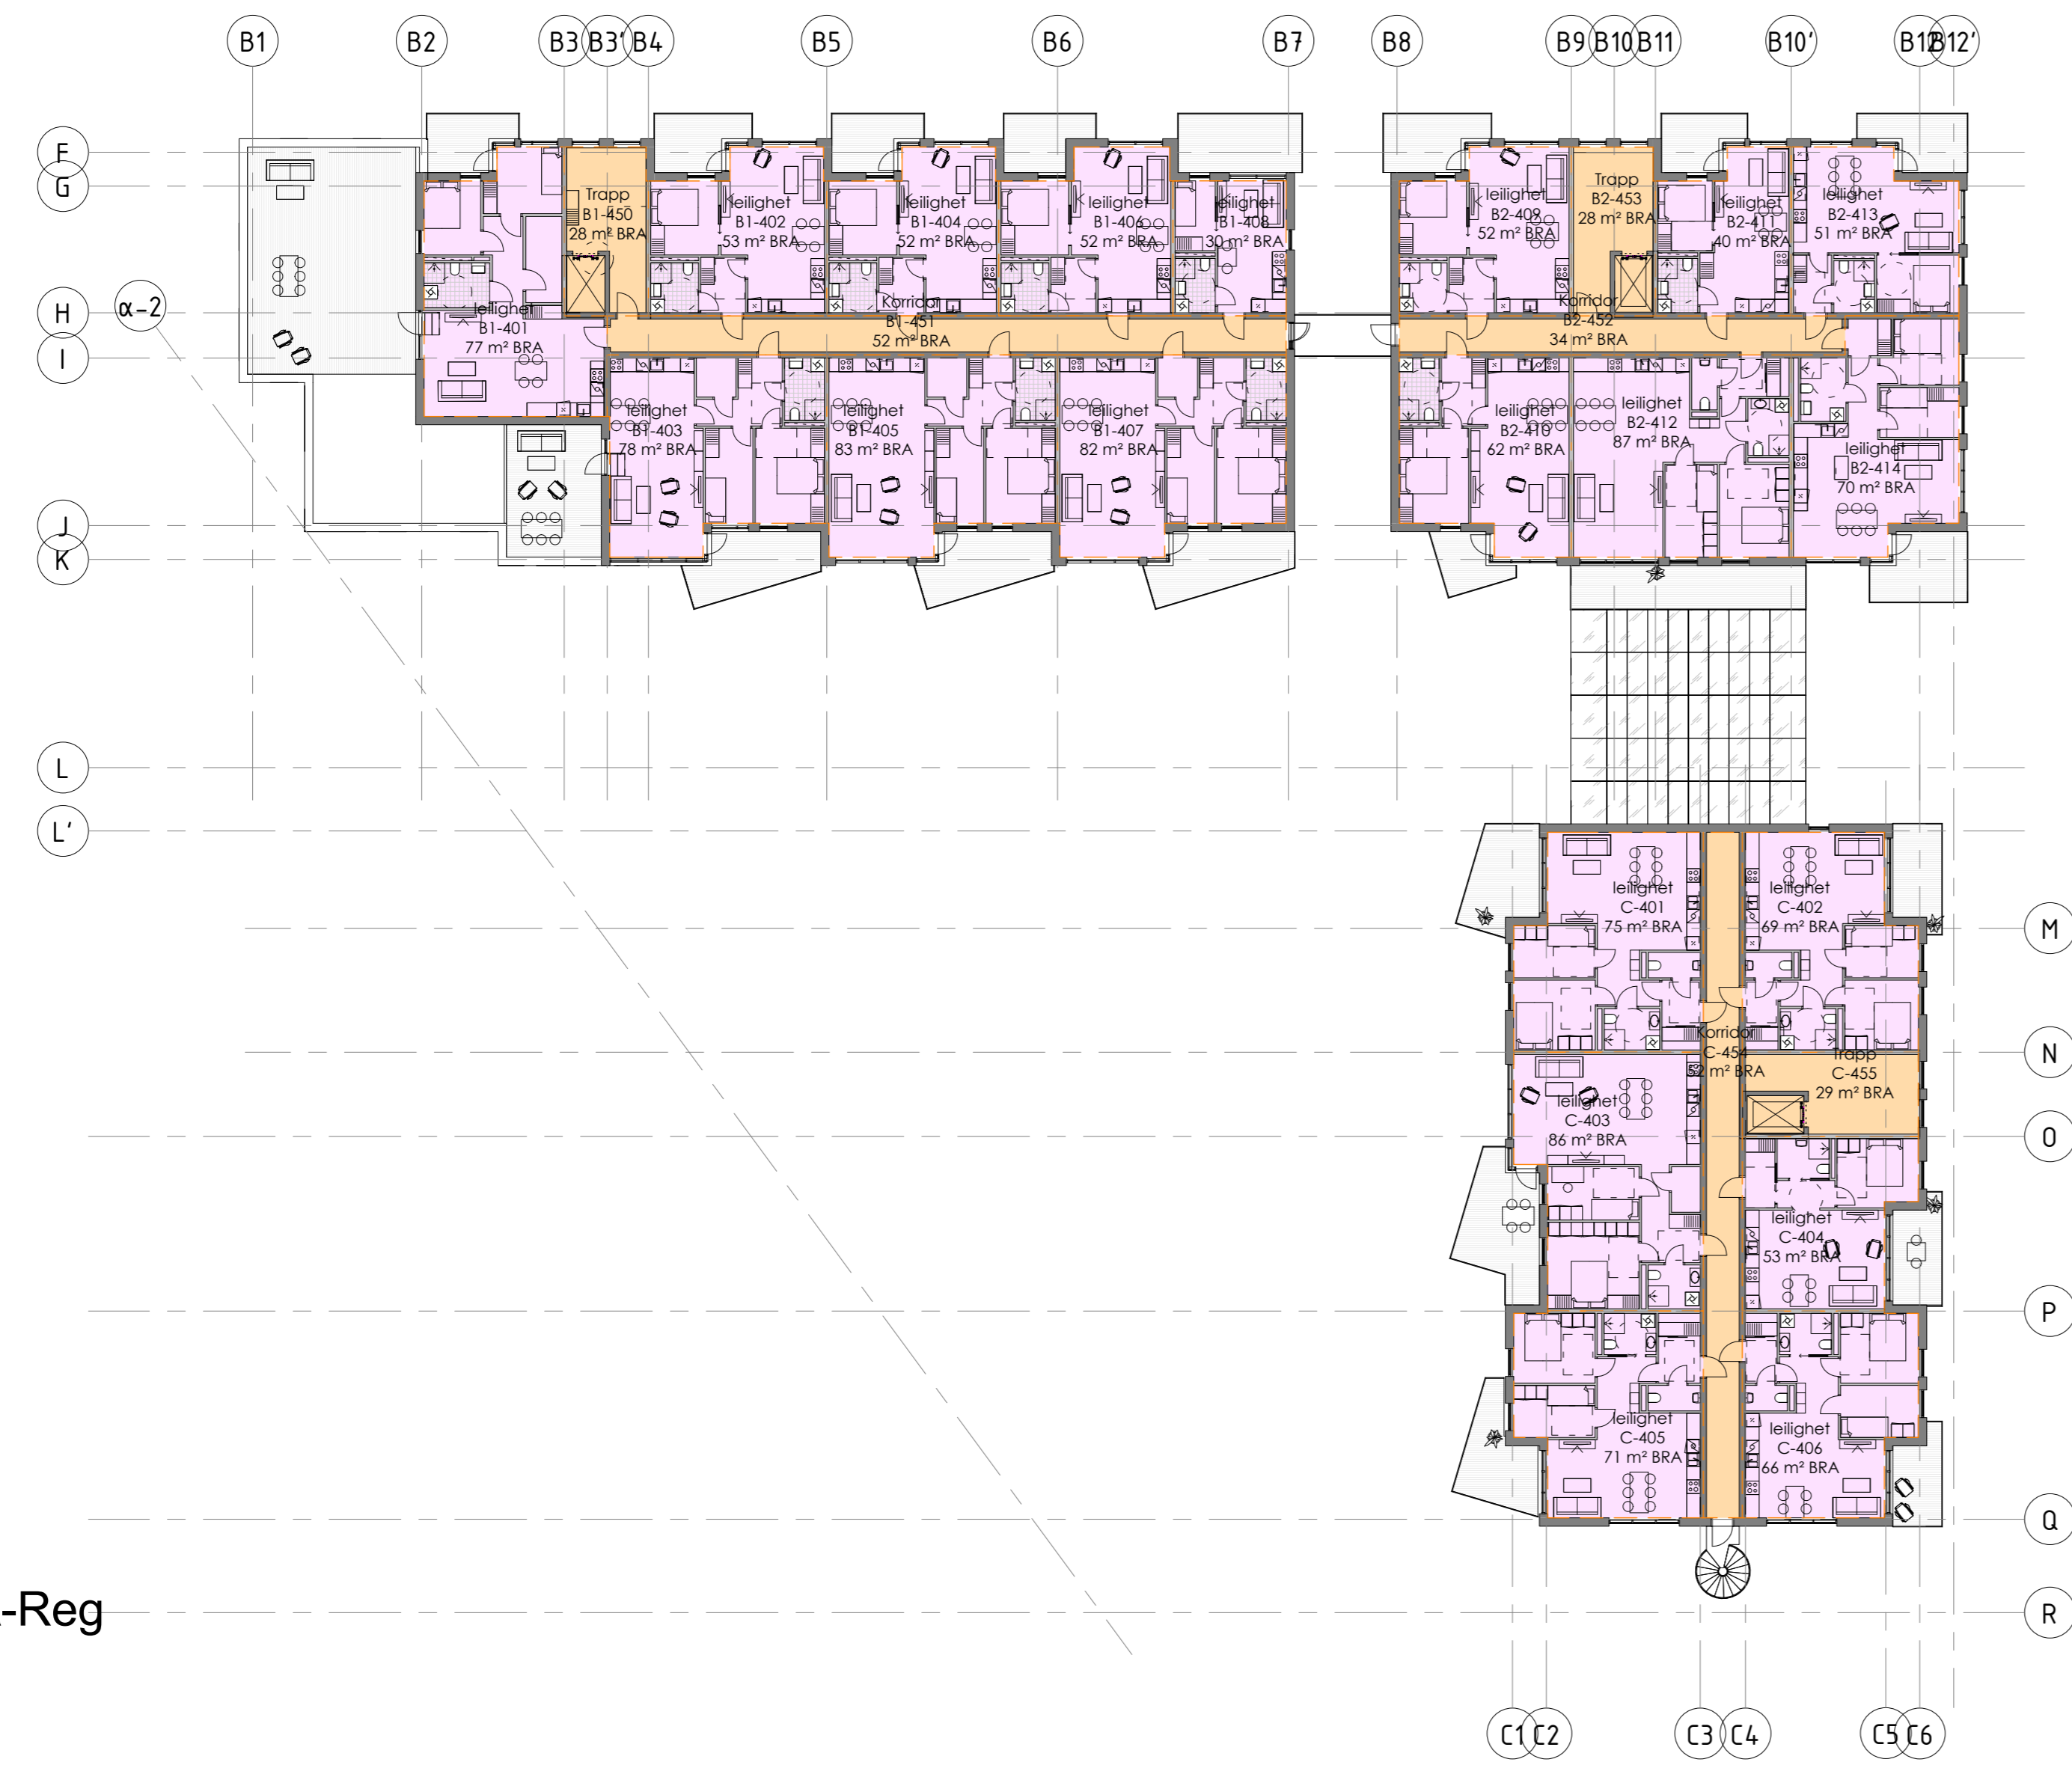 B1 B2 B3 B3' B4 B5 B6 B7 B8 B9 B10 B11 B10' B12 B12'
F
G
H
I
J
K
L
L'
α-2
Trapp
B1-450
28 m² BRA
leilighet
B1-402
53 m² BRA
leilighet
B1-404
52 m² BRA
leilighet
B1-406
52 m² BRA
leilighet
B1-408
30 m² BRA
leilighet
B2-409
52 m² BRA
Trapp
B2-453
28 m² BRA
leilighet
B2-411
40 m² BRA
leilighet
B2-413
51 m² BRA
leilighet
B1-401
77 m² BRA
Korridor
B1-451
52 m² BRA
Korridor
B2-452
34 m² BRA
leilighet
B1-403
78 m² BRA
leilighet
B1-405
83 m² BRA
leilighet
B1-407
82 m² BRA
leilighet
B2-410
62 m² BRA
leilighet
B2-412
87 m² BRA
leilighet
B2-414
70 m² BRA
leilighet
C-401
75 m² BRA
leilighet
C-402
69 m² BRA
Korridor
C-454
52 m² BRA
Trapp
C-455
29 m² BRA
leilighet
C-403
86 m² BRA
leilighet
C-404
53 m² BRA
leilighet
C-405
71 m² BRA
leilighet
C-406
66 m² BRA
M
N
O
P
Q
R
-Reg
C1 C2 C3 C4 C5 C6